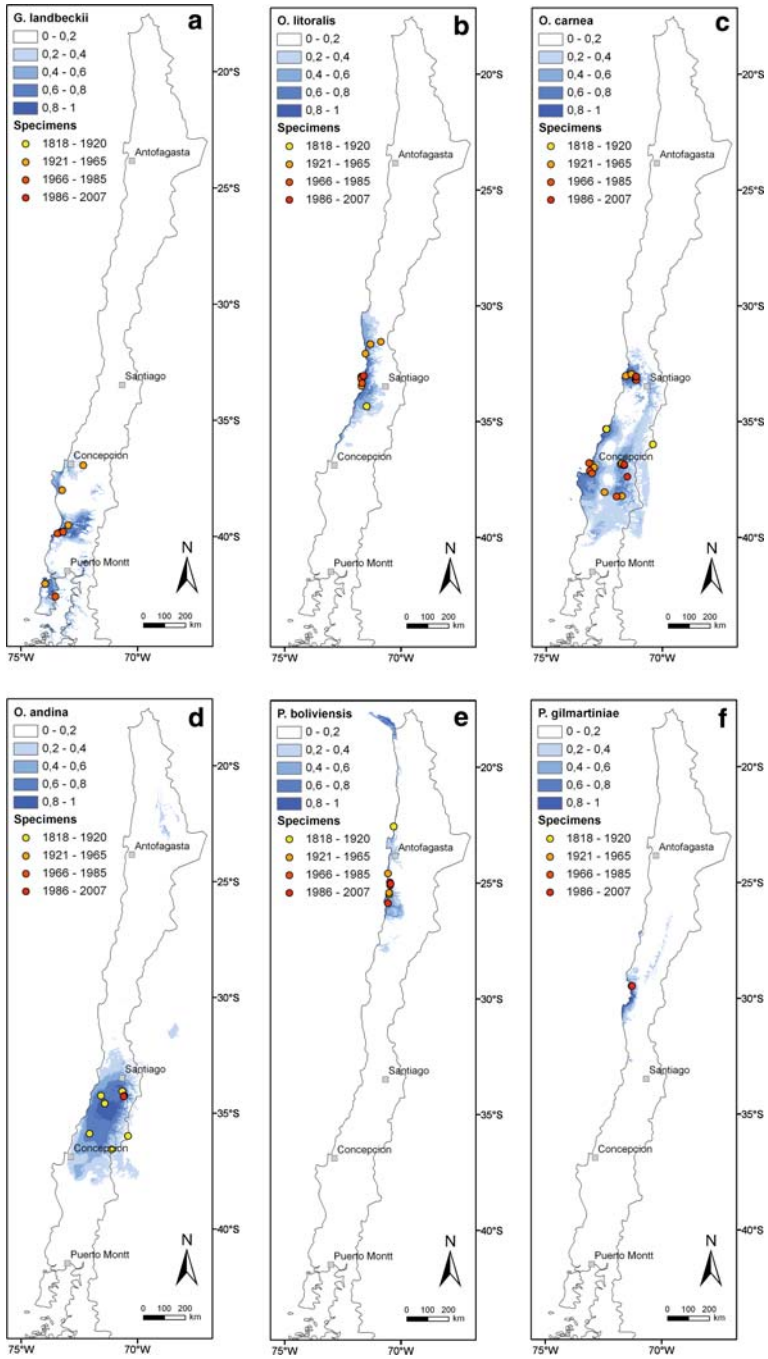 G. landbeckii
a
0 - 0,2
0,2 - 0,4
0,4 - 0,6
0,6 - 0,8
0,8 - 1
Specimens
1818 - 1920
1921 - 1965
1966 - 1985
1986 - 2007
20°S
25°S
30°S
35°S
40°S
Antofagasta
Santiago
Concepcion
Puerto Montt
N
0 100 200
km
75°W
70°W
O. litoralis
b
0 - 0,2
0,2 - 0,4
0,4 - 0,6
0,6 - 0,8
0,8 - 1
Specimens
1818 - 1920
1921 - 1965
1966 - 1985
1986 - 2007
20°S
25°S
30°S
35°S
40°S
Antofagasta
Santiago
Concepcion
Puerto Montt
N
0 100 200
km
75°W
70°W
O. carnea
c
0 - 0,2
0,2 - 0,4
0,4 - 0,6
0,6 - 0,8
0,8 - 1
Specimens
1818 - 1920
1921 - 1965
1966 - 1985
1986 - 2007
20°S
25°S
30°S
35°S
40°S
Antofagasta
Santiago
Concepcion
Puerto Montt
N
0 100 200
km
75°W
70°W
O. andina
d
0 - 0,2
0,2 - 0,4
0,4 - 0,6
0,6 - 0,8
0,8 - 1
Specimens
1818 - 1920
1921 - 1965
1966 - 1985
1986 - 2007
20°S
25°S
30°S
35°S
40°S
Antofagasta
Santiago
Concepcion
Puerto Montt
N
0 100 200
km
75°W
70°W
P. boliviensis
e
0 - 0,2
0,2 - 0,4
0,4 - 0,6
0,6 - 0,8
0,8 - 1
Specimens
1818 - 1920
1921 - 1965
1966 - 1985
1986 - 2007
20°S
25°S
30°S
35°S
40°S
Antofagasta
Santiago
Concepcion
Puerto Montt
N
0 100 200
km
75°W
70°W
P. gilmartiniae
f
0 - 0,2
0,2 - 0,4
0,4 - 0,6
0,6 - 0,8
0,8 - 1
Specimens
1818 - 1920
1921 - 1965
1966 - 1985
1986 - 2007
20°S
25°S
30°S
35°S
40°S
Antofagasta
Santiago
Concepcion
Puerto Montt
N
0 100 200
km
75°W
70°W